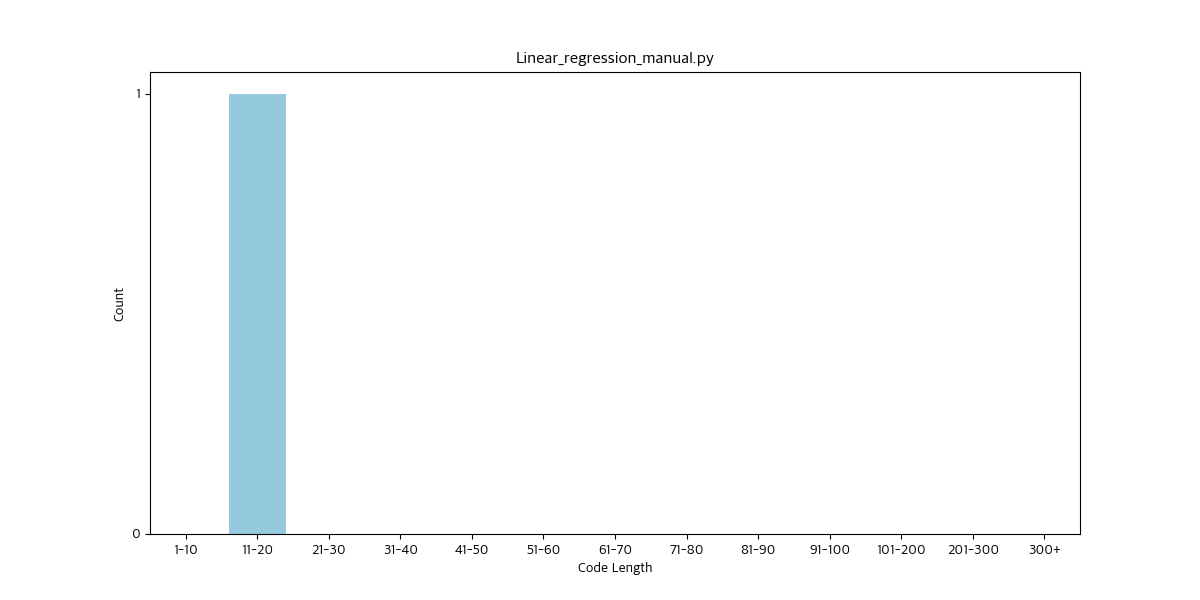 Linear_regression_manual.py
1
Count
0
1-10 11-20 21-30 31-40 41-50 51-60 61-70 71-80 81-90 91-100 101-200 201-300 300+
Code Length